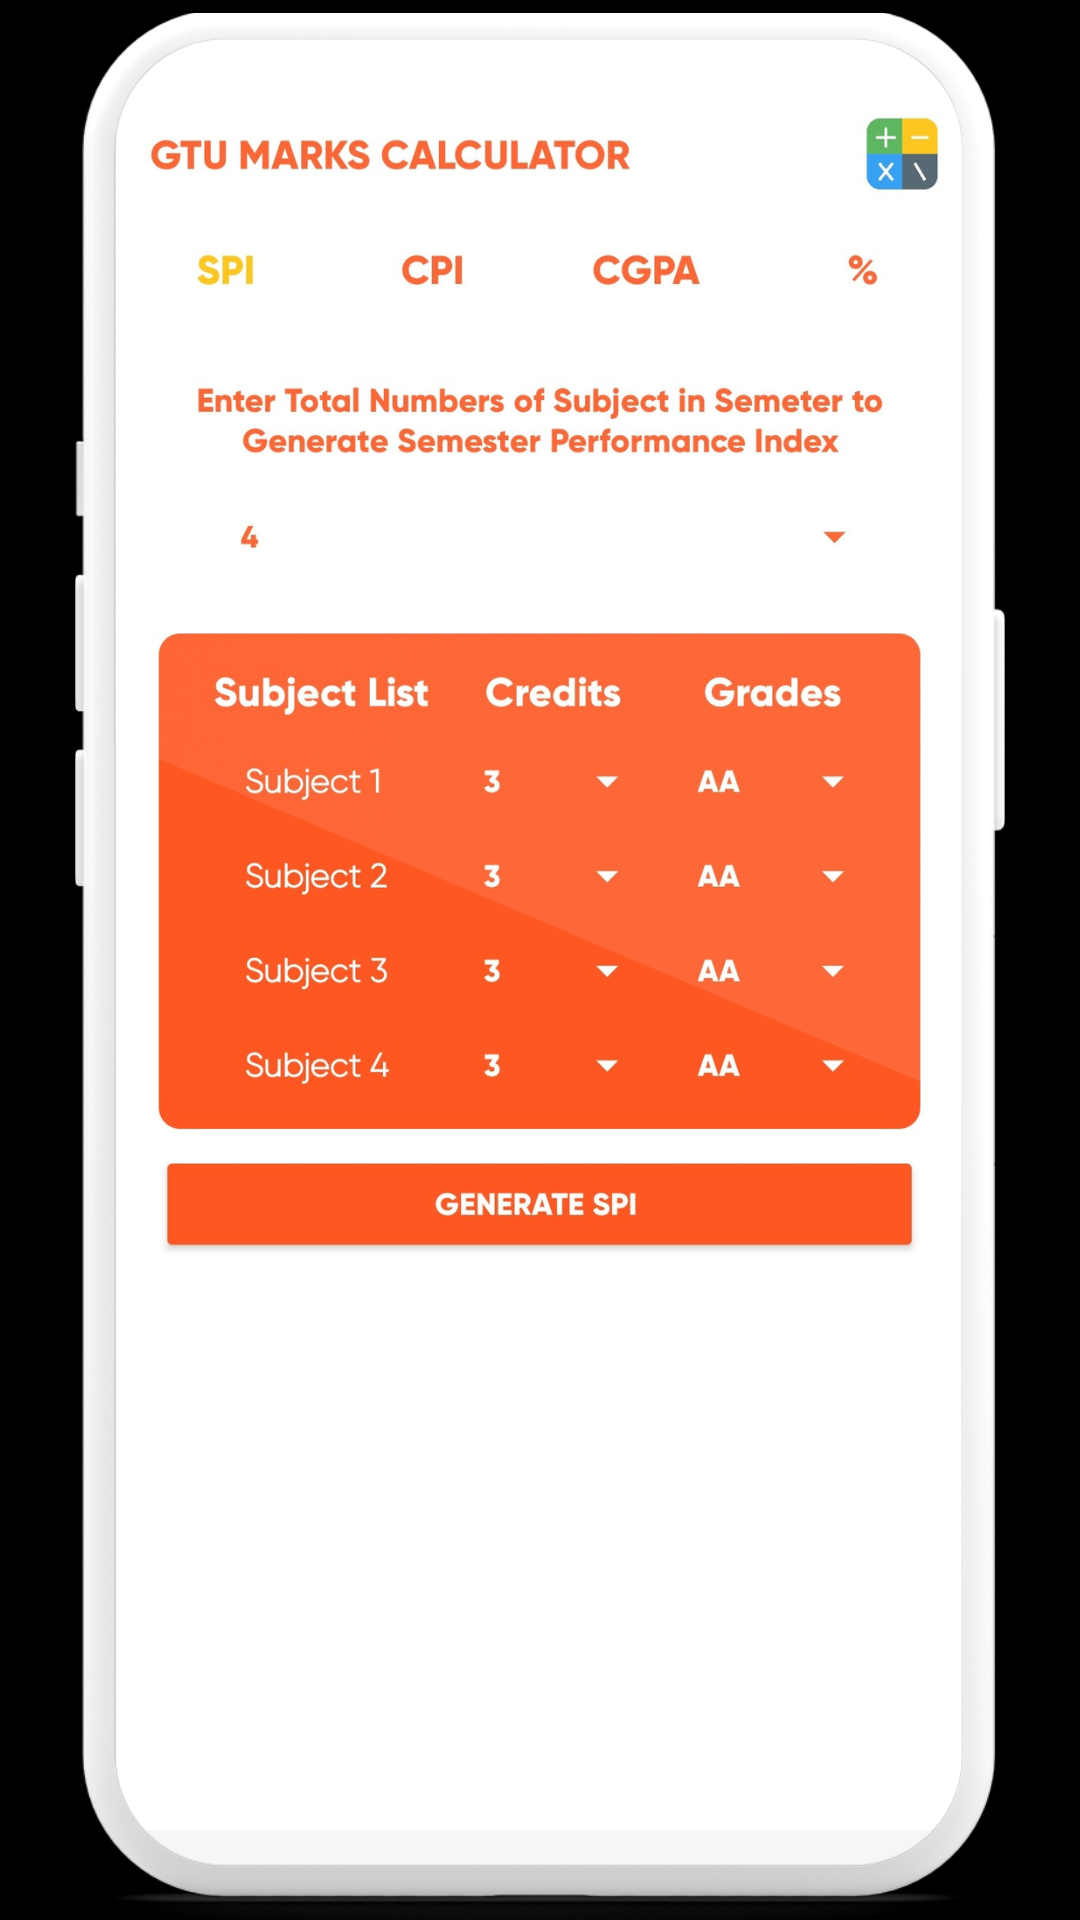 GTU MARKS CALCULATOR
SPI CPI CGPA %
Enter Total Numbers of Subject in Semeter to
Generate Semester Performance Index
4
Subject List Credits Grades
Subject 1 3 AA
Subject 2 3 AA
Subject 3 3 AA
Subject 4 3 AA
GENERATE SPI